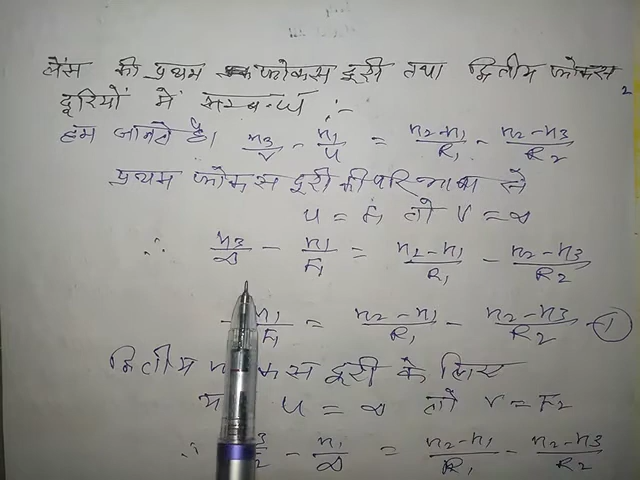 लेंस की प्रथम फोकस दूरी तथा द्वितीय फोकस
दूरियों में सम्बन्ध :-
हम जानते है। n3/V - n1/U = n2-n1/R1 - n2-n3/R2
प्रथम फोकस दूरी की परिभाषा से
u = F1 तो V = ∞
∴ n3/∞ - n1/F1 = n2-n1/R1 - n2-n3/R2
n1/F1 = n2-n1/R1 - n2-n3/R2 - ①
द्वितीय दूरी के लिए
u = ∞ तो V = F2
∴ - n1/∞ = n2-n1/R1 - n2-n3/R2